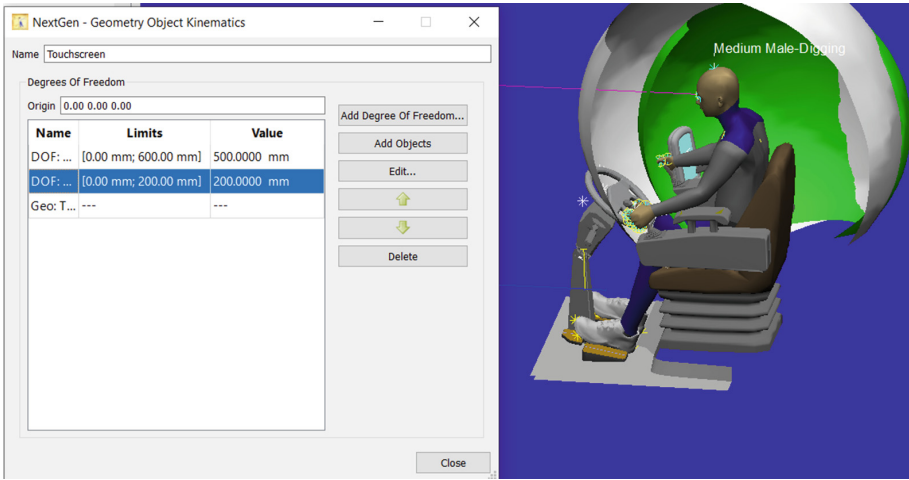 NextGen - Geometry Object Kinematics
Name Touchscreen
Degrees Of Freedom
Origin 0.00 0.00 0.00
Name Limits Value
DOF: ... [0.00 mm; 600.00 mm] 500.0000 mm
DOF: ... [0.00 mm; 200.00 mm] 200.0000 mm
Geo: T... --- ---
Add Degree Of Freedom...
Add Objects
Edit...
Delete
Close
Medium Male-Digging